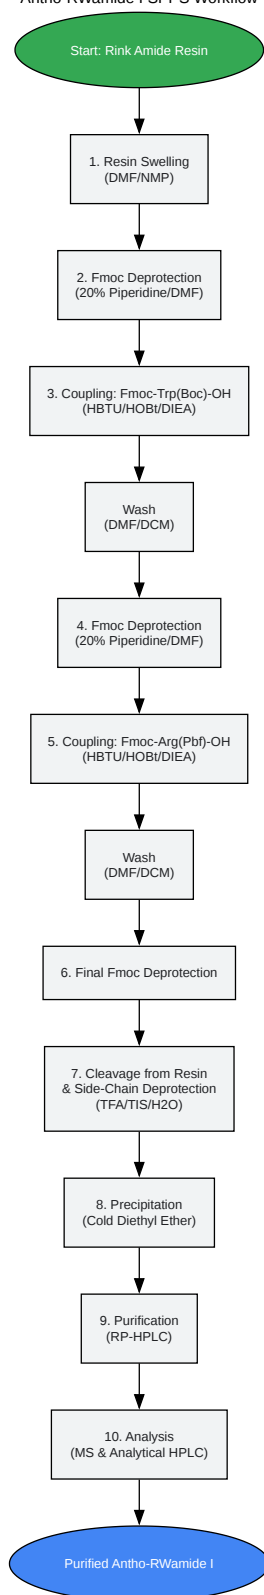 Antho-RWamide I SPPS Workflow
Start: Rink Amide Resin
1. Resin Swelling
(DMF/NMP)
2. Fmoc Deprotection
(20% Piperidine/DMF)
3. Coupling: Fmoc-Trp(Boc)-OH
(HBTU/HOBt/DIEA)
Wash
(DMF/DCM)
4. Fmoc Deprotection
(20% Piperidine/DMF)
5. Coupling: Fmoc-Arg(Pbf)-OH
(HBTU/HOBt/DIEA)
Wash
(DMF/DCM)
6. Final Fmoc Deprotection
7. Cleavage from Resin
& Side-Chain Deprotection
(TFA/TIS/H2O)
8. Precipitation
(Cold Diethyl Ether)
9. Purification
(RP-HPLC)
10. Analysis
(MS & Analytical HPLC)
Purified Antho-RWamide I